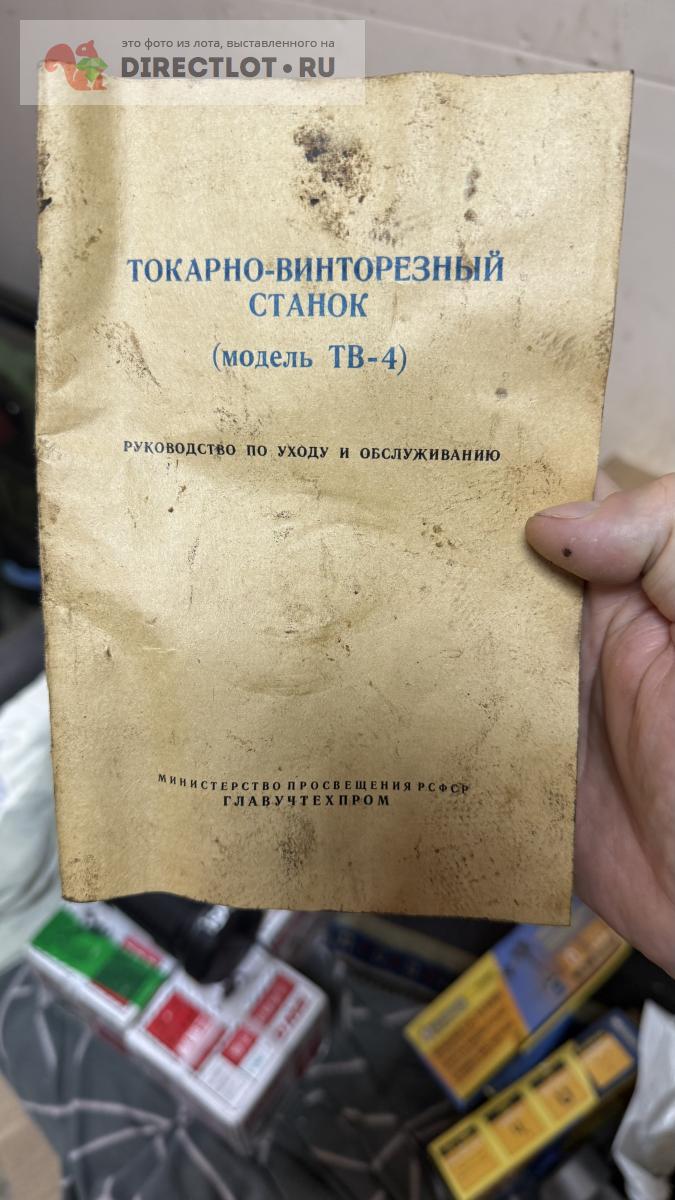 это фото из лота, выставленного на
DIRECTLOT•RU
ТОКАРНО-ВИНТОРЕЗНЫЙ
СТАНОК
(модель ТВ-4)
РУКОВОДСТВО ПО УХОДУ И ОБСЛУЖИВАНИЮ
МИНИСТЕРСТВО ПРОСВЕЩЕНИЯ РСФСР
ГЛАВУЧТЕХПРОМ